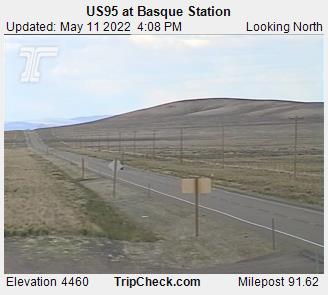 US95 at Basque Station
Updated: May 11 2022 4:08 PM Looking North
Elevation 4460 TripCheck.com Milepost 91.62